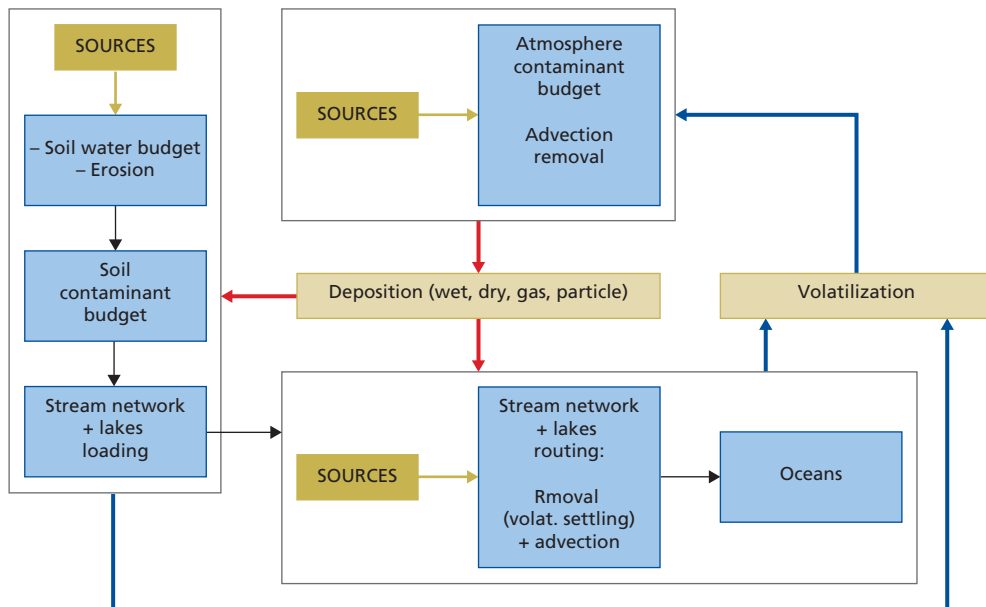 SOURCES
– Soil water budget
– Erosion
Soil
contaminant
budget
Stream network
+ lakes
loading
SOURCES
Atmosphere
contaminant
budget
Advection
removal
Deposition (wet, dry, gas, particle)
Volatilization
SOURCES
Stream network
+ lakes
routing:
Rmoval
(volat. settling)
+ advection
Oceans